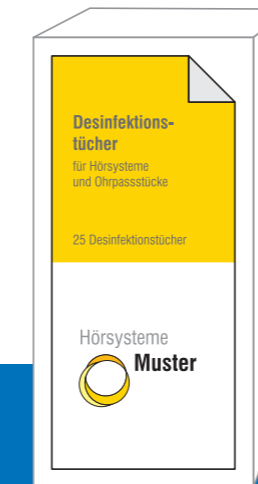 Desinfektions-
tücher
für Hörsysteme
und Ohrpassstücke
25 Desinfektionstücher
Hörsysteme
Muster